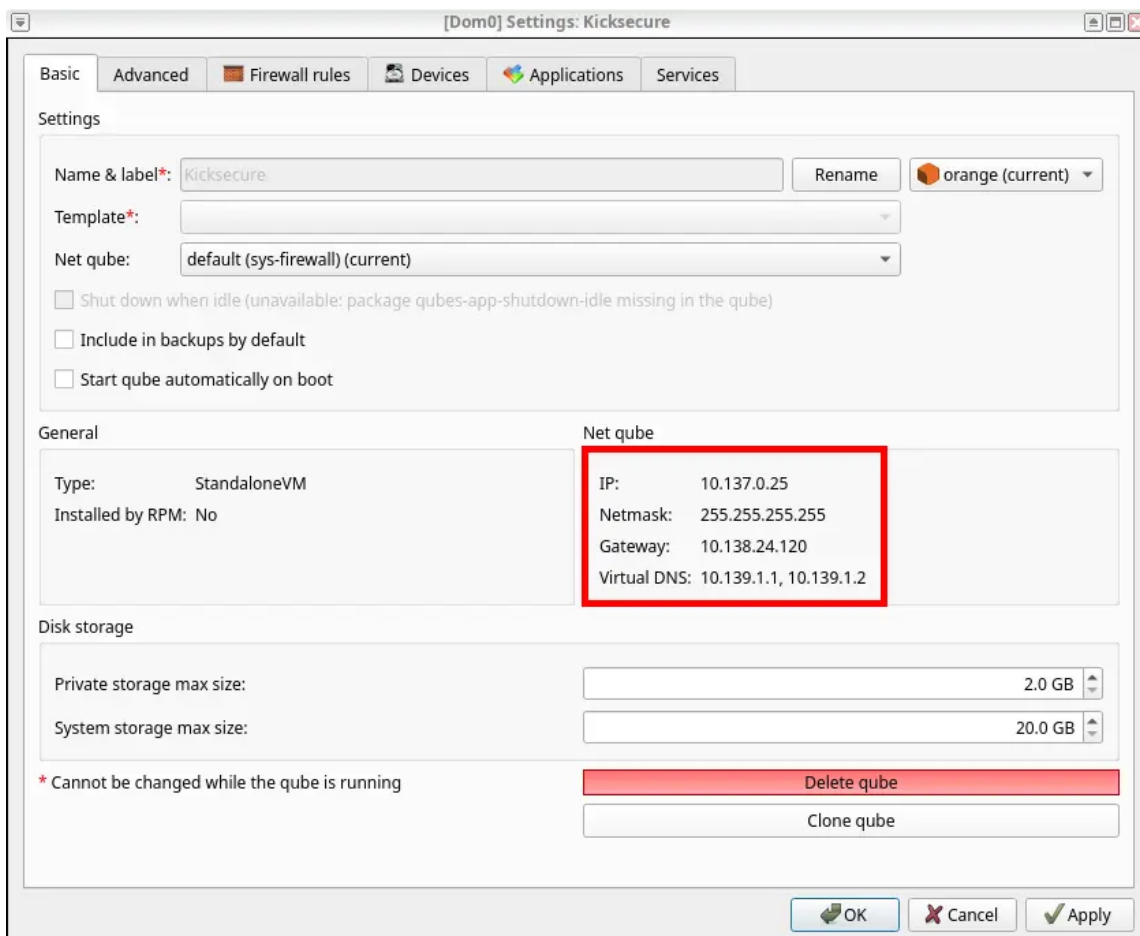 [Dom0] Settings: Kicksecure
Basic
Advanced
Firewall rules
Devices
Applications
Services
Settings
Name & label*:
Kicksecure
Rename
orange (current)
Template*:
Net qube:
default (sys-firewall) (current)
Shut down when idle (unavailable: package qubes-app-shutdown-idle missing in the qube)
Include in backups by default
Start qube automatically on boot
General
Type: StandaloneVM
Installed by RPM: No
Net qube
IP: 10.137.0.25
Netmask: 255.255.255.255
Gateway: 10.138.24.120
Virtual DNS: 10.139.1.1, 10.139.1.2
Disk storage
Private storage max size: 2.0 GB
System storage max size: 20.0 GB
* Cannot be changed while the qube is running
Delete qube
Clone qube
OK
Cancel
Apply